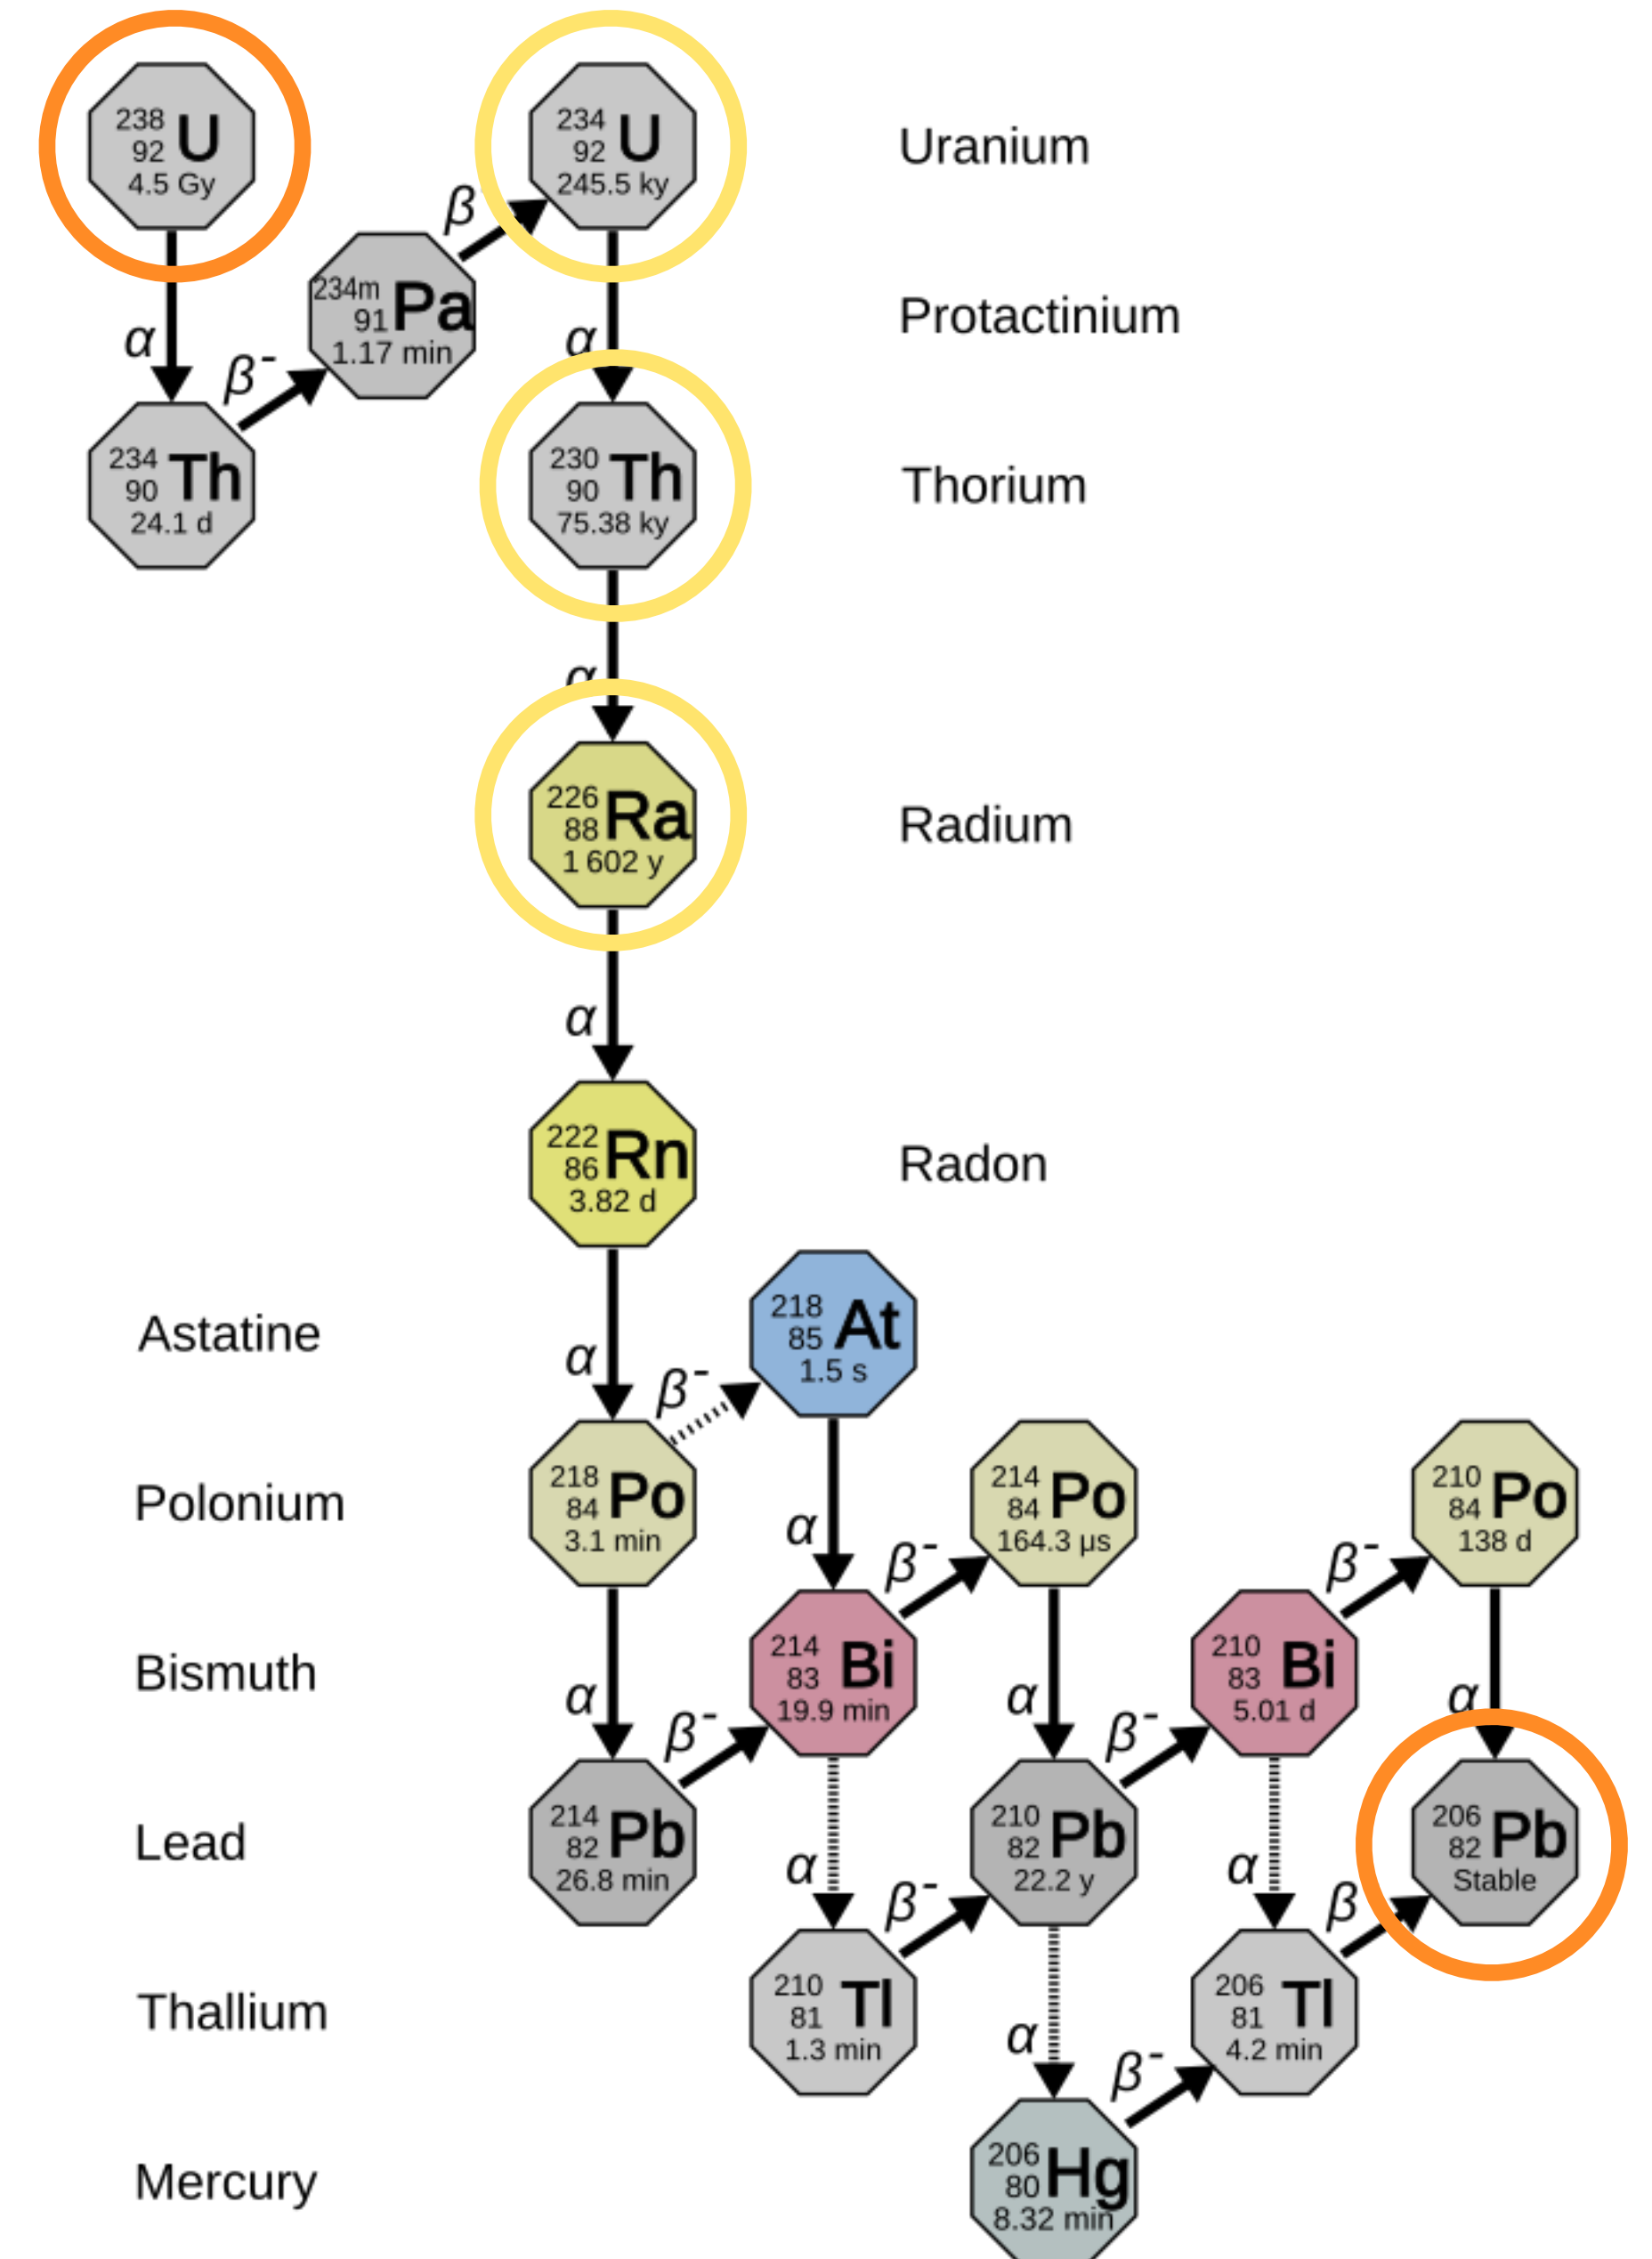 238
92 U
4.5 Gy
234
92 U
245.5 ky
Uranium
β
234m
91 Pa
1.17 min
Protactinium
α
β-
α
234
90 Th
24.1 d
230
90 Th
75.38 ky
Thorium
α
226
88 Ra
1 602 y
Radium
α
222
86 Rn
3.82 d
Radon
Astatine
218
85 At
1.5 s
α
β-
Polonium
218
84 Po
3.1 min
214
84 Po
164.3 µs
210
84 Po
138 d
α
β-
β-
Bismuth
214
83 Bi
19.9 min
210
83 Bi
5.01 d
α
β-
α
β-
α
Lead
214
82 Pb
26.8 min
210
82 Pb
22.2 y
206
82 Pb
Stable
α
β-
α
β
Thallium
210
81 Tl
1.3 min
206
81 Tl
4.2 min
α
β-
Mercury
206
80 Hg
8.32 min